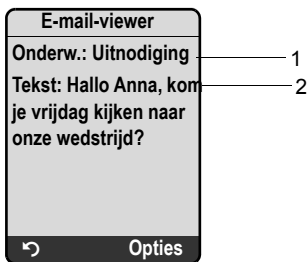 E-mail-viewer
Onderw.: Uitnodiging
1
Tekst: Hallo Anna, kom
2
je vrijdag kijken naar
onze wedstrijd?
Opties